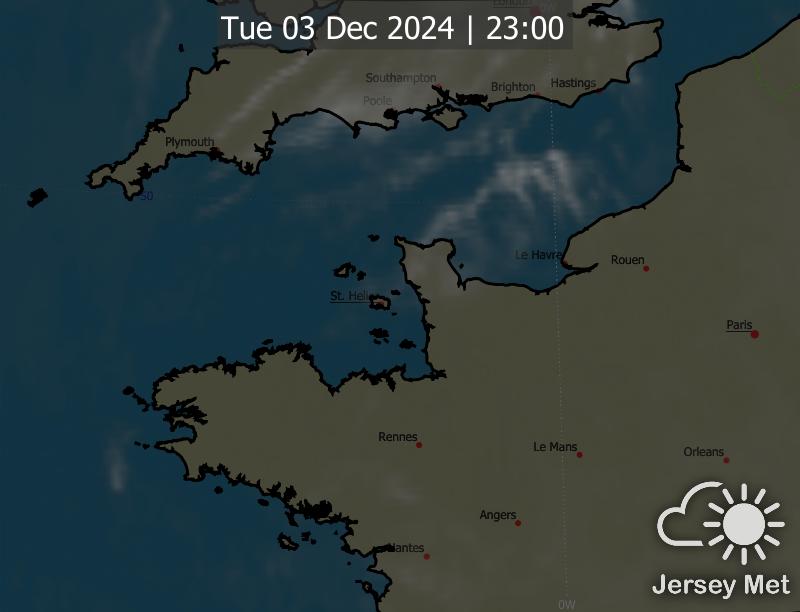 London
Tue 03 Dec 2024 | 23:00
Southampton
Brighton
Hastings
Poole
Plymouth
50
Le Havre
Rouen
St. Heli
Paris
Rennes
Le Mans
Orleans
Angers
Nantes
Jersey Met
0W